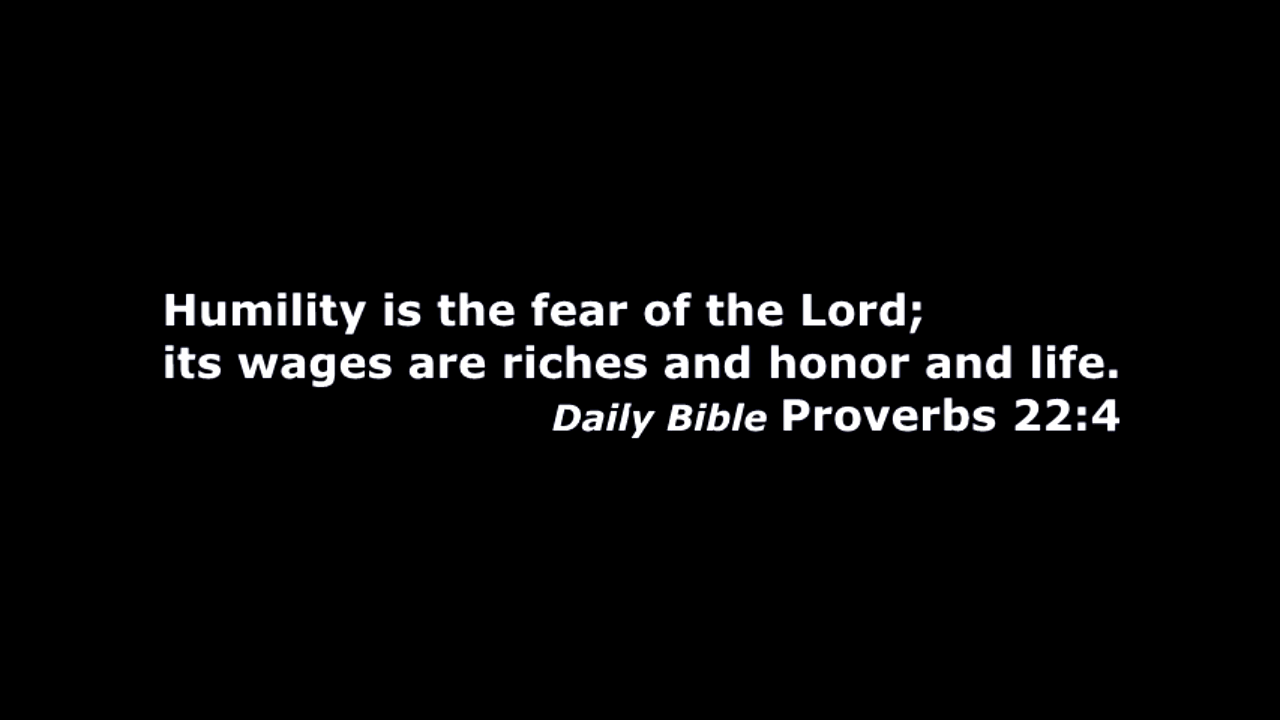 Humility is the fear of the Lord;
its wages are riches and honor and life.
Daily Bible Proverbs 22:4